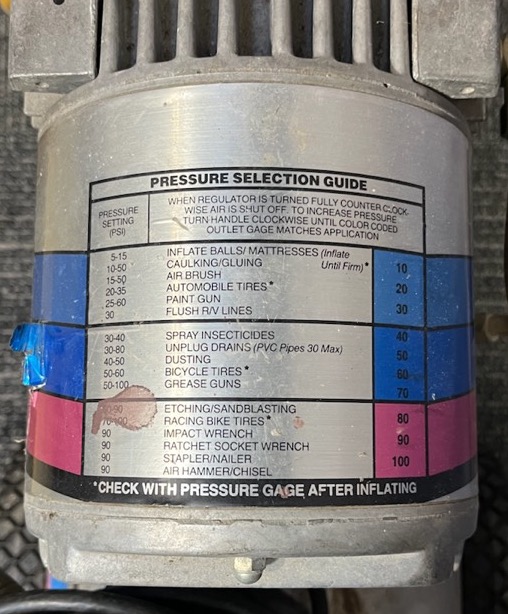 PRESSURE SELECTION GUIDE
PRESSURE SETTING (PSI)
WHEN REGULATOR IS TURNED FULLY COUNTER CLOCK-
WISE AIR IS SHUT OFF. TO INCREASE PRESSURE
TURN HANDLE CLOCKWISE UNTIL COLOR CODED
OUTLET GAGE MATCHES APPLICATION
5-15 INFLATE BALLS/ MATTRESSES (Inflate Until Firm)*
10-50 CAULKING/GLUING 10
15-50 AIR BRUSH
20-35 AUTOMOBILE TIRES* 20
25-60 PAINT GUN
30 FLUSH R/V LINES 30
30-40 SPRAY INSECTICIDES 40
30-80 UNPLUG DRAINS (PVC Pipes 30 Max)
40-50 DUSTING 50
50-60 BICYCLE TIRES* 60
50-100 GREASE GUNS 70
ETCHING/SANDBLASTING
RACING BIKE TIRES* 80
90 IMPACT WRENCH
90 RATCHET SOCKET WRENCH 90
90 STAPLER/NAILER
90 AIR HAMMER/CHISEL 100
*CHECK WITH PRESSURE GAGE AFTER INFLATING